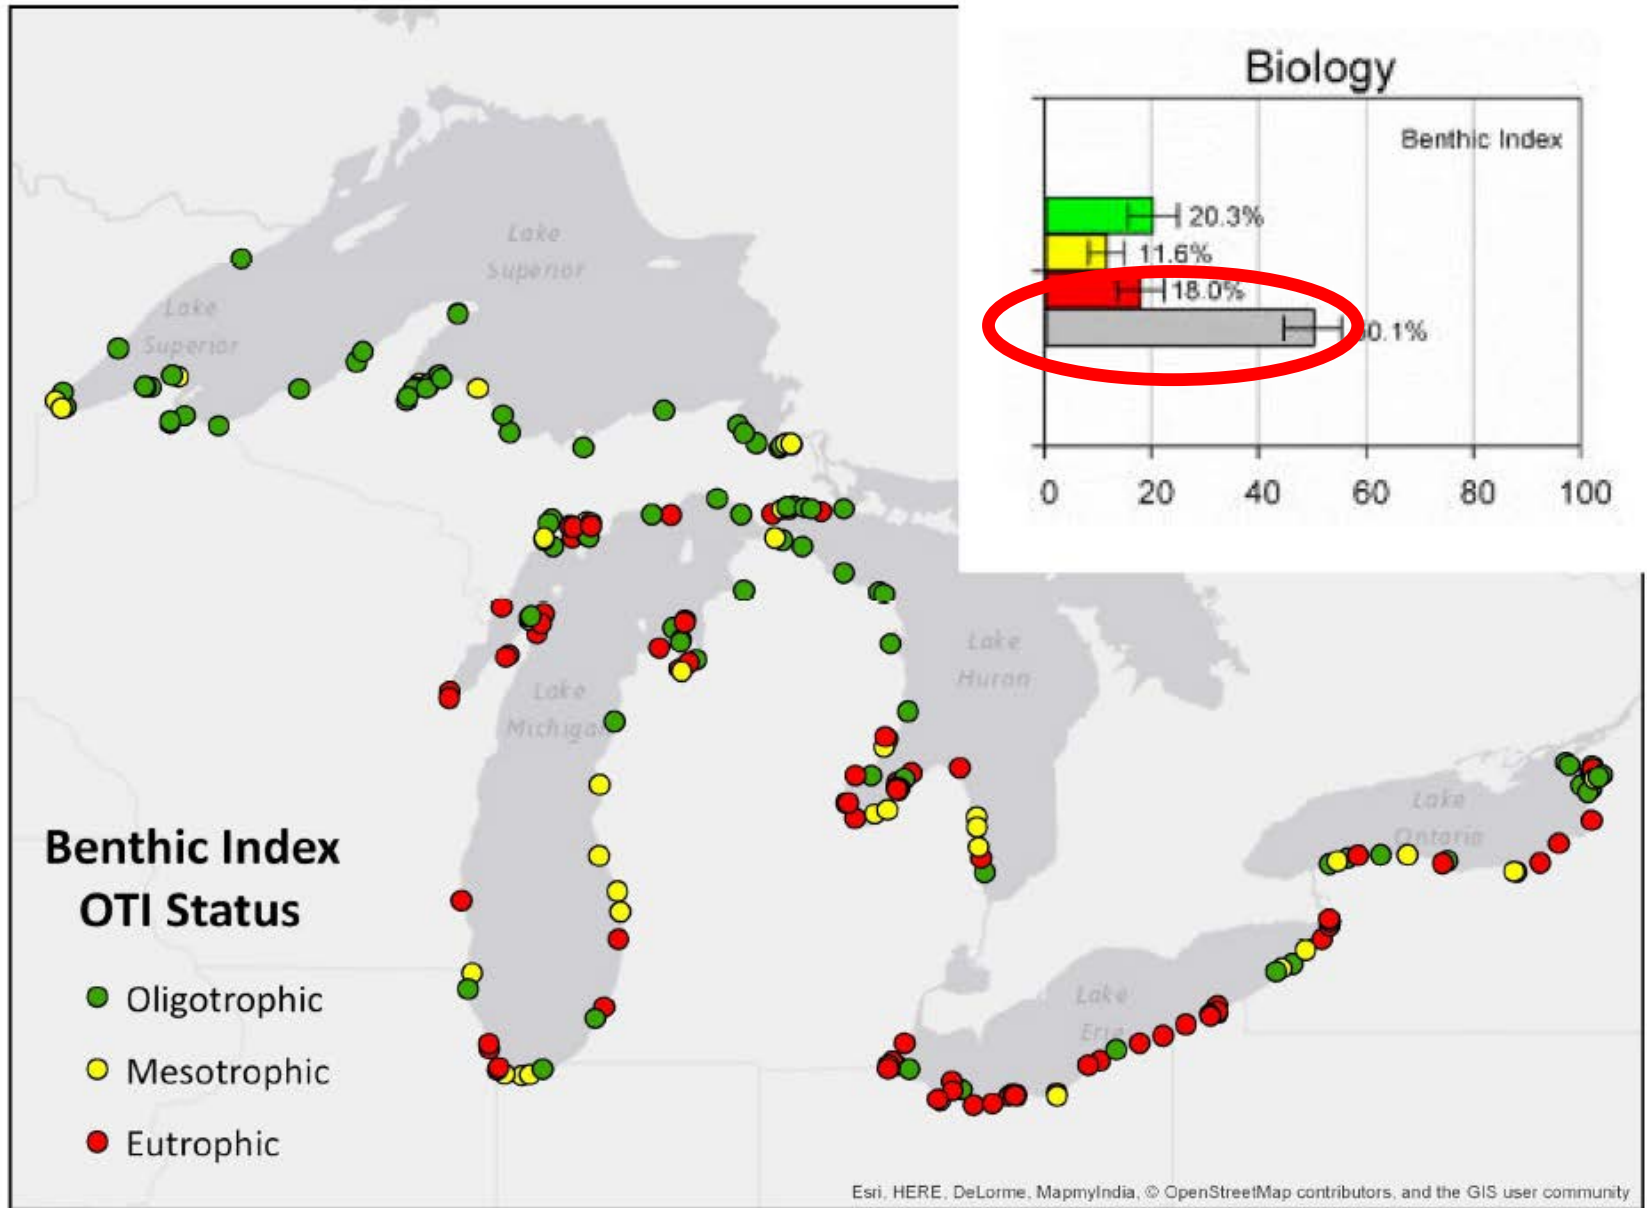 Biology
Benthic Index
20.3%
11.6%
18.0%
0.1%
0 20 40 60 80 100
Lake
Superior
Lake
Superior
Lake
Huron
Lake
Michigan
Lake
Ontario
Lake
Erie
Benthic Index
OTI Status
Oligotrophic
Mesotrophic
Eutrophic
Esri, HERE, DeLorme, MapmyIndia, © OpenStreetMap contributors, and the GIS user community